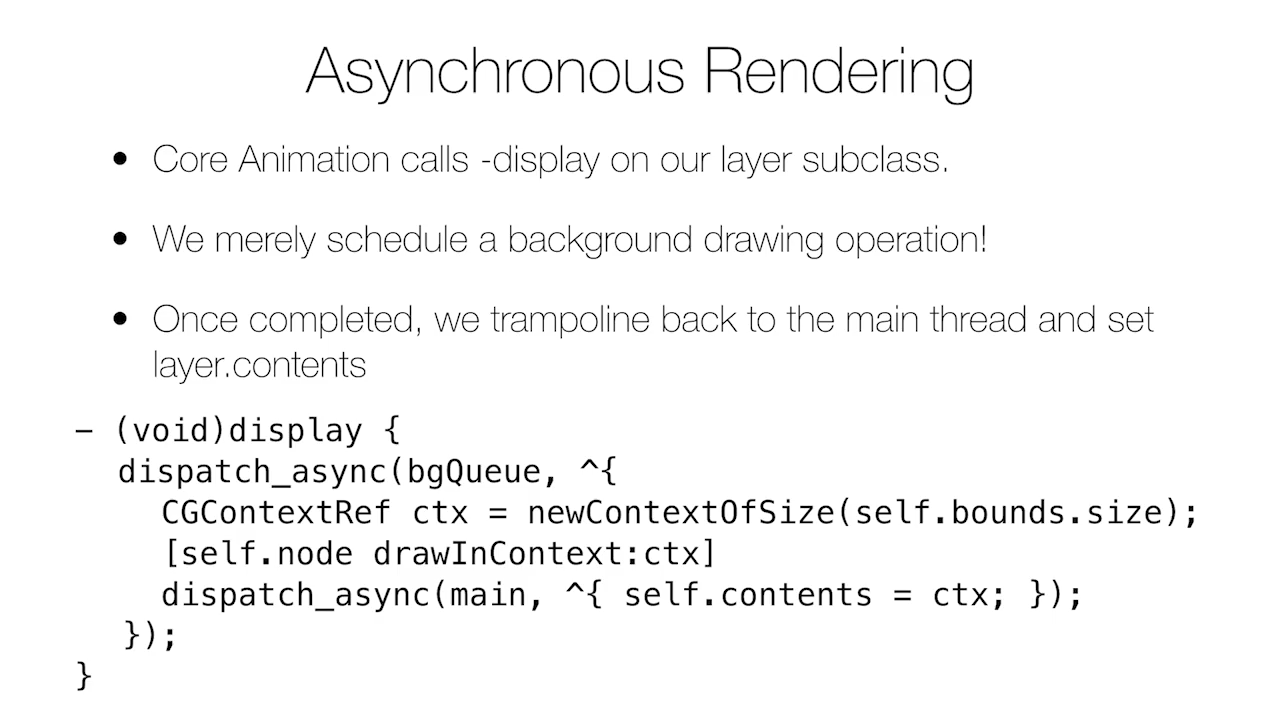 Asynchronous Rendering
• Core Animation calls -display on our layer subclass.
• We merely schedule a background drawing operation!
• Once completed, we trampoline back to the main thread and set
layer.contents
- (void)display {
dispatch_async(bgQueue, ^{
CGContextRef ctx = newContextOfSize(self.bounds.size);
[self.node drawInContext:ctx]
dispatch_async(main, ^{ self.contents = ctx; });
});
}